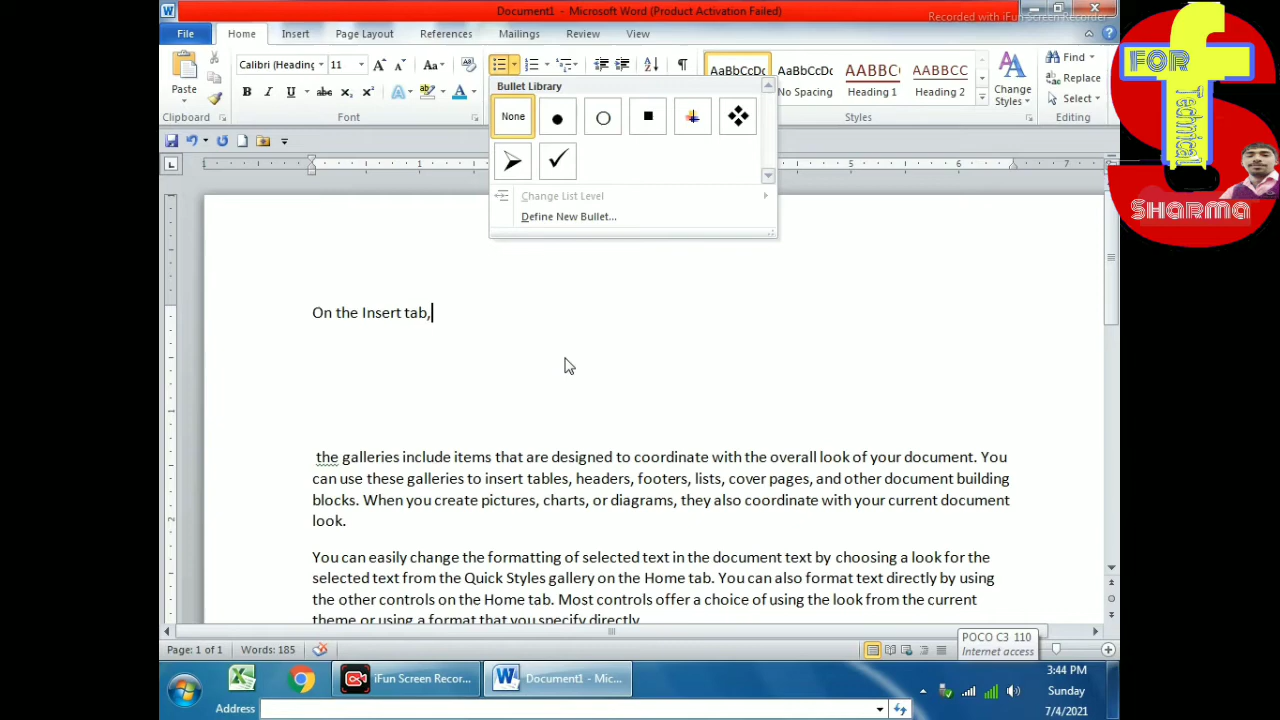 Document1 - Microsoft Word (Product Activation Failed)
Recorded with iFun Screen Recorder
File Home Insert Page Layout References Mailings Review View
Calibri (Heading 11
Paste
Clipboard Font Styles Editing
AaBbCcDc AaBbCcDc AABBC AABBCC
No Spacing Heading 1 Heading 2
Change Styles
Find
Replace
Select
Bullet Library
None
Change List Level
Define New Bullet...
On the Insert tab,
the galleries include items that are designed to coordinate with the overall look of your document. You
can use these galleries to insert tables, headers, footers, lists, cover pages, and other document building
blocks. When you create pictures, charts, or diagrams, they also coordinate with your current document
look.
You can easily change the formatting of selected text in the document text by choosing a look for the
selected text from the Quick Styles gallery on the Home tab. You can also format text directly by using
the other controls on the Home tab. Most controls offer a choice of using the look from the current
theme or using a format that you specify directly.
Page: 1 of 1 Words: 185
POCO C3 110
Internet access
110%
iFun Screen Recor...
Document1 - Mic...
3:44 PM
Sunday
7/4/2021
Address
f
FOR
Technical
Sharma